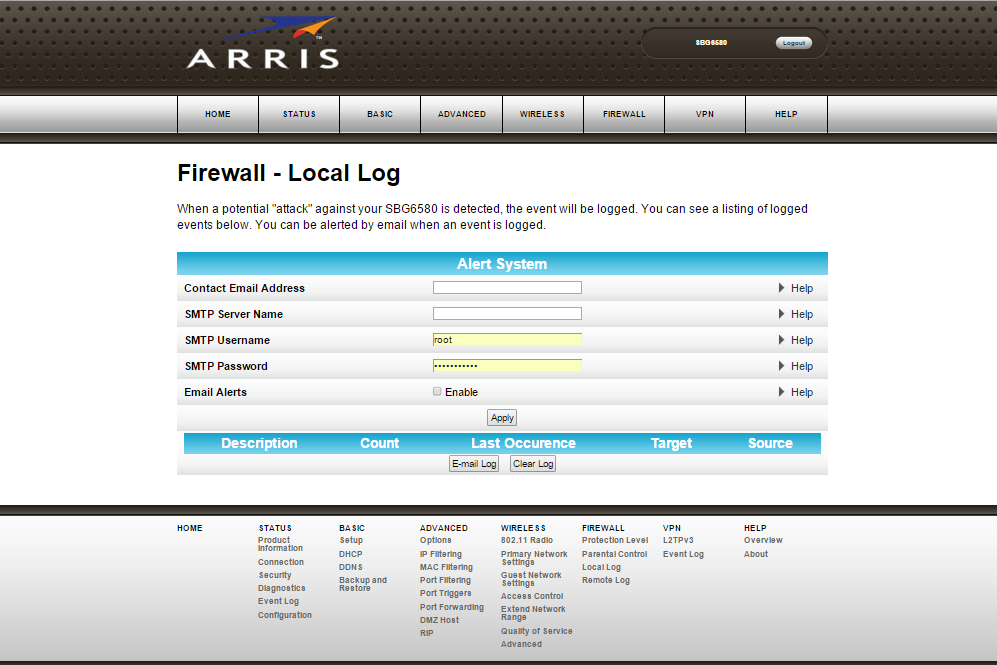 ARRIS™
SBG6580 Logout
HOME STATUS BASIC ADVANCED WIRELESS FIREWALL VPN HELP
Firewall - Local Log
When a potential "attack" against your SBG6580 is detected, the event will be logged. You can see a listing of logged
events below. You can be alerted by email when an event is logged.
Alert System
Contact Email Address Help
SMTP Server Name Help
SMTP Username root Help
SMTP Password ••••••••••• Help
Email Alerts Enable Help
Apply
Description Count Last Occurence Target Source
E-mail Log Clear Log
HOME
STATUS
Product
Information
Connection
Security
Diagnostics
Event Log
Configuration
BASIC
Setup
DHCP
DDNS
Backup and
Restore
ADVANCED
Options
IP Filtering
MAC Filtering
Port Filtering
Port Triggers
Port Forwarding
DMZ Host
RIP
WIRELESS
802.11 Radio
Primary Network
Settings
Guest Network
Settings
Access Control
Extend Network
Range
Quality of Service
Advanced
FIREWALL
Protection Level
Parental Control
Local Log
Remote Log
VPN
L2TPv3
Event Log
HELP
Overview
About